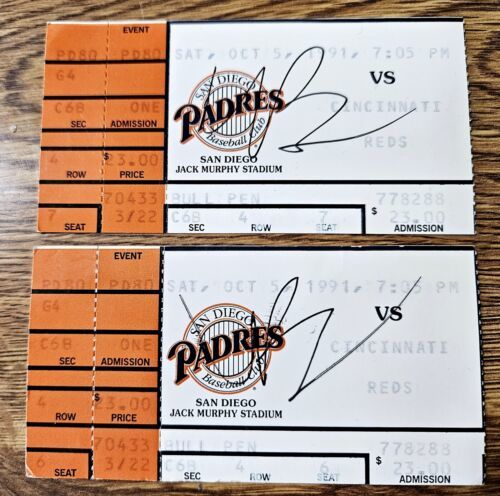 EVENT
PD80 PD80 SAT, OCT 5, 1991, 7:05 PM
G4
VS
SAN DIEGO
PADRES
Baseball Club
CINCINNATI
C6B ONE
REDS
SEC ADMISSION
SAN DIEGO
JACK MURPHY STADIUM
4 $ 23.00
ROW PRICE
70433 BULL PEN 778288
7 3/22 C6B 4 7 $ 23.00
SEAT SEC ROW SEAT ADMISSION
EVENT
PD80 PD80 SAT, OCT 5, 1991, 7:05 PM
G4
VS
SAN DIEGO
PADRES
Baseball Club
C6B ONE CINCINNATI
SEC ADMISSION
REDS
SAN DIEGO
JACK MURPHY STADIUM
4 $ 23.00
ROW PRICE
70433 BULL PEN 778288
6 3/22 C6B 4 6 $ 23.00
SEAT SEC ROW SEAT ADMISSION